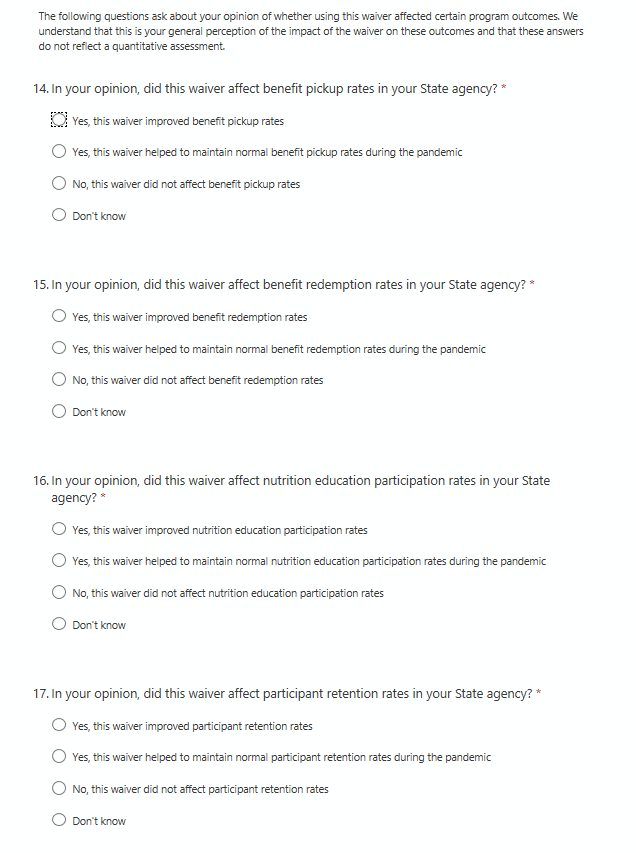 The following questions ask about your opinion of whether using this waiver affected certain program outcomes. We
understand that this is your general perception of the impact of the waiver on these outcomes and that these answers
do not reflect a quantitative assessment.
14. In your opinion, did this waiver affect benefit pickup rates in your State agency? *
Yes, this waiver improved benefit pickup rates
Yes, this waiver helped to maintain normal benefit pickup rates during the pandemic
No, this waiver did not affect benefit pickup rates
Don't know
15. In your opinion, did this waiver affect benefit redemption rates in your State agency? *
Yes, this waiver improved benefit redemption rates
Yes, this waiver helped to maintain normal benefit redemption rates during the pandemic
No, this waiver did not affect benefit redemption rates
Don't know
16. In your opinion, did this waiver affect nutrition education participation rates in your State
agency? *
Yes, this waiver improved nutrition education participation rates
Yes, this waiver helped to maintain normal nutrition education participation rates during the pandemic
No, this waiver did not affect nutrition education participation rates
Don't know
17. In your opinion, did this waiver affect participant retention rates in your State agency? *
Yes, this waiver improved participant retention rates
Yes, this waiver helped to maintain normal participant retention rates during the pandemic
No, this waiver did not affect participant retention rates
Don't know